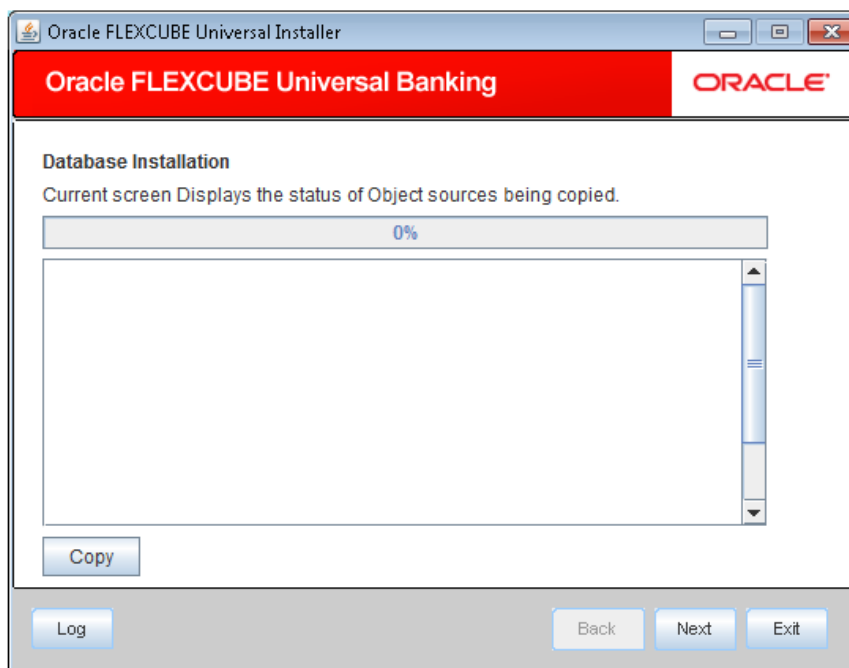 Oracle FLEXCUBE Universal Installer
Oracle FLEXCUBE Universal Banking
ORACLE
Database Installation
Current screen Displays the status of Object sources being copied.
0%
Copy
Log Back Next Exit